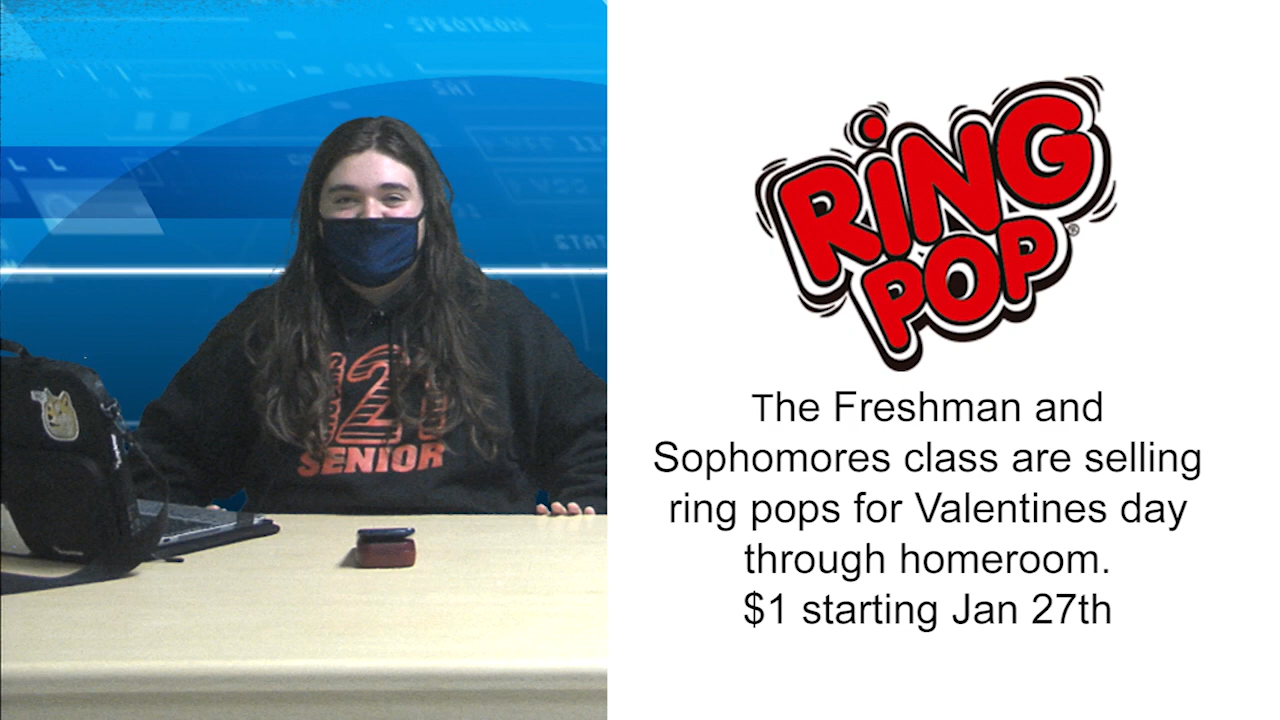 RiNG
POP®
The Freshman and
Sophomores class are selling
ring pops for Valentines day
through homeroom.
$1 starting Jan 27th
SENIOR